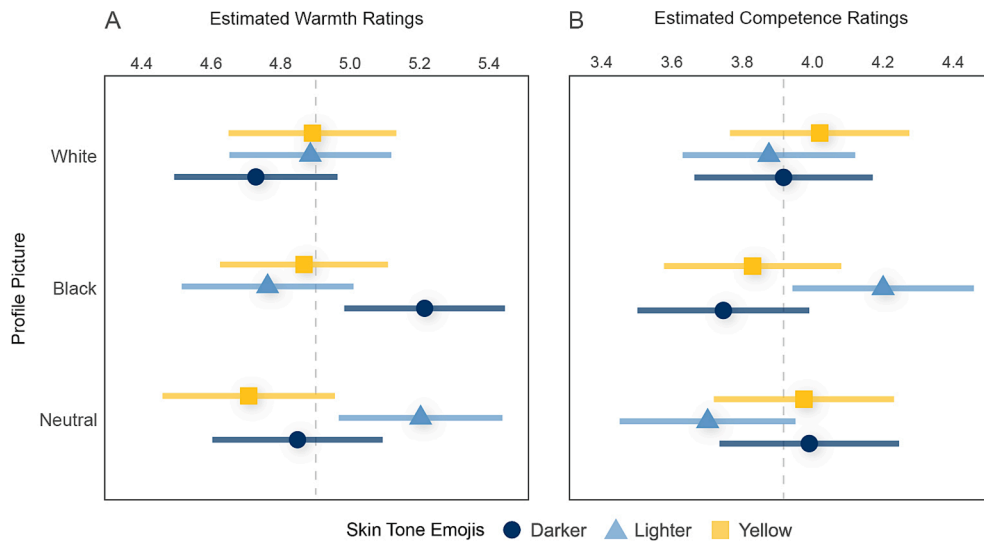 A Estimated Warmth Ratings
4.4 4.6 4.8 5.0 5.2 5.4
B Estimated Competence Ratings
3.4 3.6 3.8 4.0 4.2 4.4
Profile Picture
White
Black
Neutral
Skin Tone Emojis Darker Lighter Yellow